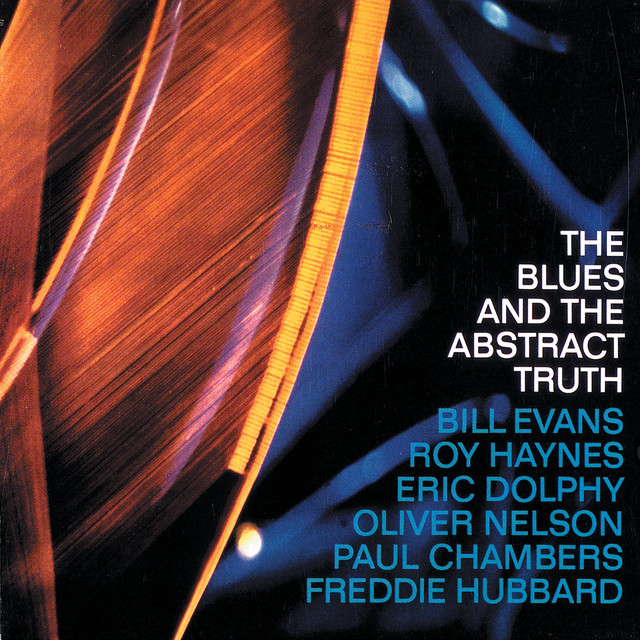 THE
BLUES
AND THE
ABSTRACT
TRUTH
BILL EVANS
ROY HAYNES
ERIC DOLPHY
OLIVER NELSON
PAUL CHAMBERS
FREDDIE HUBBARD